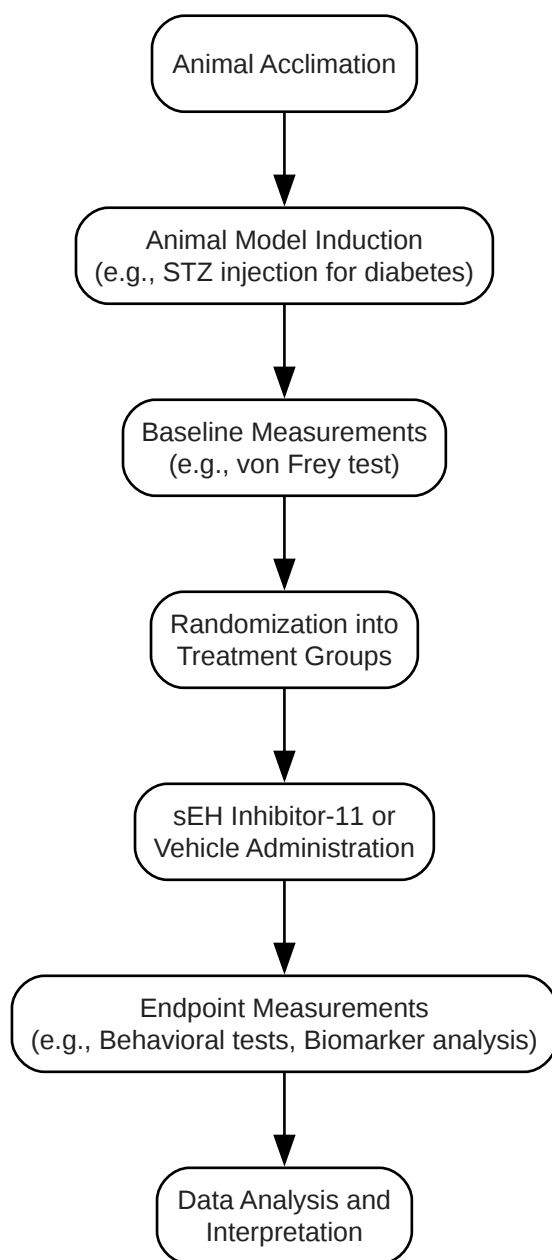 Animal Acclimation
Animal Model Induction
(e.g., STZ injection for diabetes)
Baseline Measurements
(e.g., von Frey test)
Randomization into
Treatment Groups
sEH Inhibitor-11 or
Vehicle Administration
Endpoint Measurements
(e.g., Behavioral tests, Biomarker analysis)
Data Analysis and
Interpretation